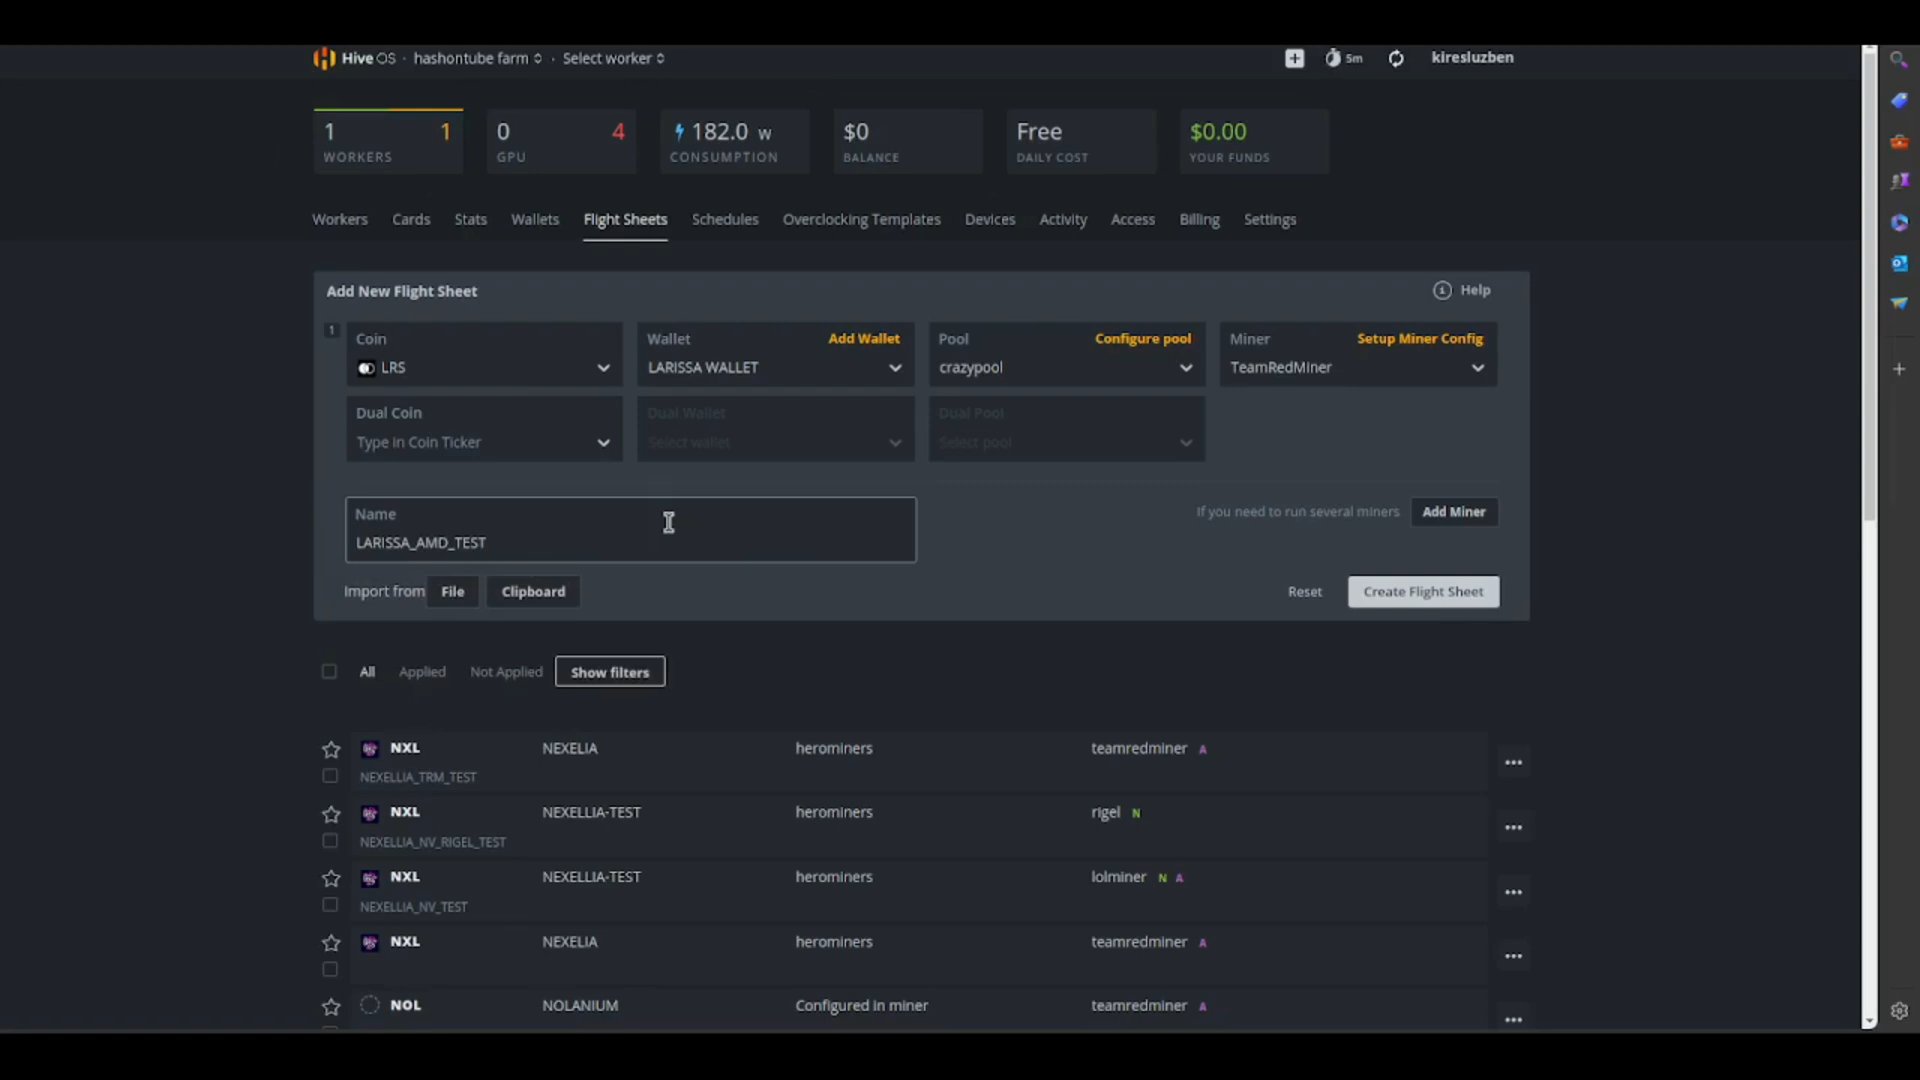 Hive OS · hashontube farm · Select worker
5m
kiresluzben
1 1
WORKERS
0 4
GPU
182.0 W
CONSUMPTION
$0
BALANCE
Free
DAILY COST
$0.00
YOUR FUNDS
Workers Cards Stats Wallets Flight Sheets Schedules Overclocking Templates Devices Activity Access Billing Settings
Add New Flight Sheet
Help
1
Coin
LRS
Wallet Add Wallet
LARISSA WALLET
Pool Configure pool
crazypool
Miner Setup Miner Config
TeamRedMiner
Dual Coin
Type in Coin Ticker
Dual Wallet
Select wallet
Dual Pool
Select pool
Name
LARISSA_AMD_TEST
If you need to run several miners Add Miner
Import from File Clipboard
Reset Create Flight Sheet
All Applied Not Applied Show filters
NXL NEXELIA herominers teamredminer A
NEXELLIA_TRM_TEST
NXL NEXELLIA-TEST herominers rigel N
NEXELLIA_NV_RIGEL_TEST
NXL NEXELLIA-TEST herominers lolminer N A
NEXELLIA_NV_TEST
NXL NEXELIA herominers teamredminer A
NOL NOLANIUM Configured in miner teamredminer A